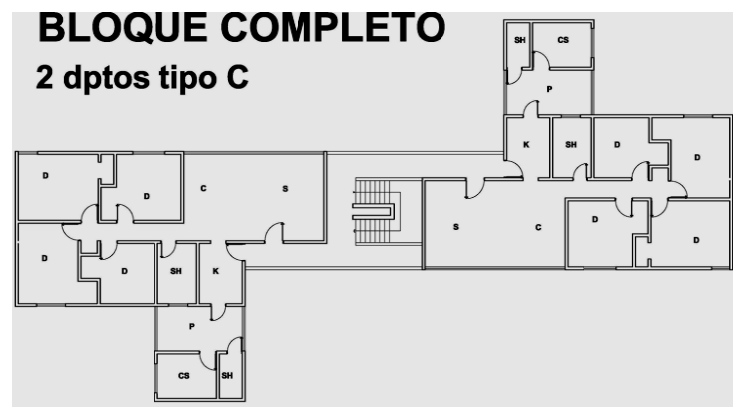 BLOQUE COMPLETO
2 dptos tipo C
SH CS
P
K SH D D
D D C S
S C D D
D D SH K
P
CS SH